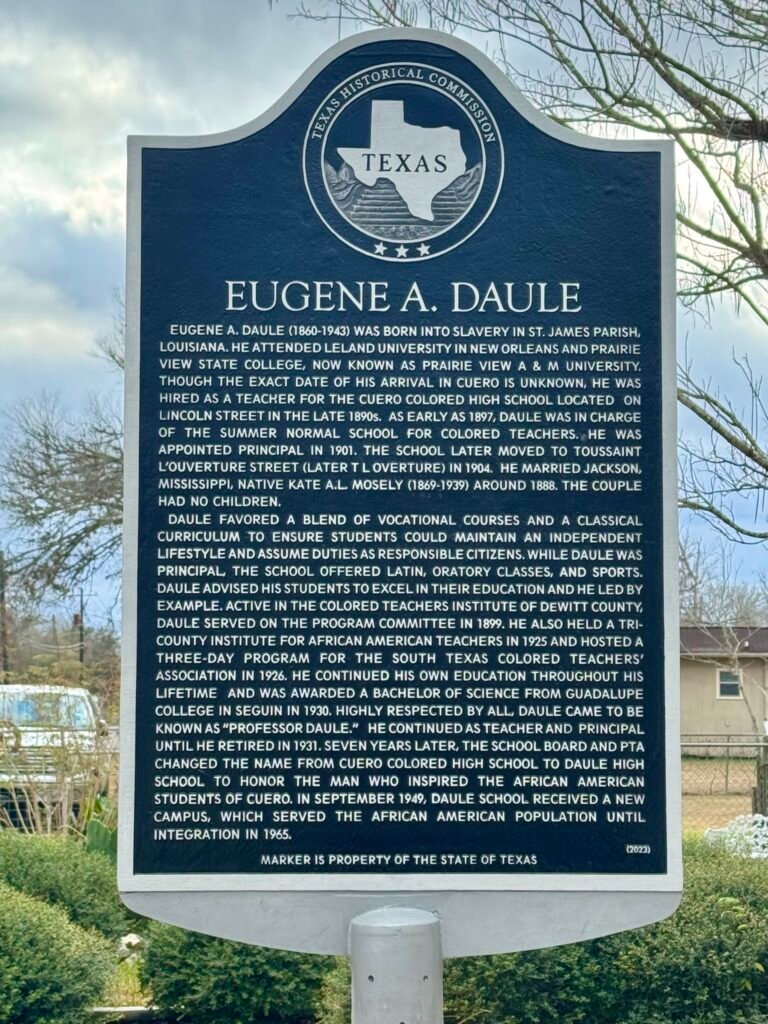 TEXAS HISTORICAL COMMISSION
TEXAS
EUGENE A. DAULE
EUGENE A. DAULE (1860-1943) WAS BORN INTO SLAVERY IN ST. JAMES PARISH,
LOUISIANA. HE ATTENDED LELAND UNIVERSITY IN NEW ORLEANS AND PRAIRIE
VIEW STATE COLLEGE, NOW KNOWN AS PRAIRIE VIEW A & M UNIVERSITY.
THOUGH THE EXACT DATE OF HIS ARRIVAL IN CUERO IS UNKNOWN, HE WAS
HIRED AS A TEACHER FOR THE CUERO COLORED HIGH SCHOOL LOCATED ON
LINCOLN STREET IN THE LATE 1890s. AS EARLY AS 1897, DAULE WAS IN CHARGE
OF THE SUMMER NORMAL SCHOOL FOR COLORED TEACHERS. HE WAS
APPOINTED PRINCIPAL IN 1901. THE SCHOOL LATER MOVED TO TOUSSAINT
L'OUVERTURE STREET (LATER T L OVERTURE) IN 1904. HE MARRIED JACKSON,
MISSISSIPPI, NATIVE KATE A.L. MOSELY (1869-1939) AROUND 1888. THE COUPLE
HAD NO CHILDREN.
DAULE FAVORED A BLEND OF VOCATIONAL COURSES AND A CLASSICAL
CURRICULUM TO ENSURE STUDENTS COULD MAINTAIN AN INDEPENDENT
LIFESTYLE AND ASSUME DUTIES AS RESPONSIBLE CITIZENS. WHILE DAULE WAS
PRINCIPAL, THE SCHOOL OFFERED LATIN, ORATORY CLASSES, AND SPORTS.
DAULE ADVISED HIS STUDENTS TO EXCEL IN THEIR EDUCATION AND HE LED BY
EXAMPLE. ACTIVE IN THE COLORED TEACHERS INSTITUTE OF DeWITT COUNTY,
DAULE SERVED ON THE PROGRAM COMMITTEE IN 1899. HE ALSO HELD A TRI-
COUNTY INSTITUTE FOR AFRICAN AMERICAN TEACHERS IN 1925 AND HOSTED A
THREE-DAY PROGRAM FOR THE SOUTH TEXAS COLORED TEACHERS'
ASSOCIATION IN 1926. HE CONTINUED HIS OWN EDUCATION THROUGHOUT HIS
LIFETIME AND WAS AWARDED A BACHELOR OF SCIENCE FROM GUADALUPE
COLLEGE IN SEGUIN IN 1930. HIGHLY RESPECTED BY ALL, DAULE CAME TO BE
KNOWN AS "PROFESSOR DAULE." HE CONTINUED AS TEACHER AND PRINCIPAL
UNTIL HE RETIRED IN 1931. SEVEN YEARS LATER, THE SCHOOL BOARD AND PTA
CHANGED THE NAME FROM CUERO COLORED HIGH SCHOOL TO DAULE HIGH
SCHOOL TO HONOR THE MAN WHO INSPIRED THE AFRICAN AMERICAN
STUDENTS OF CUERO. IN SEPTEMBER 1949, DAULE SCHOOL RECEIVED A NEW
CAMPUS, WHICH SERVED THE AFRICAN AMERICAN POPULATION UNTIL
INTEGRATION IN 1965.
(2023)
MARKER IS PROPERTY OF THE STATE OF TEXAS